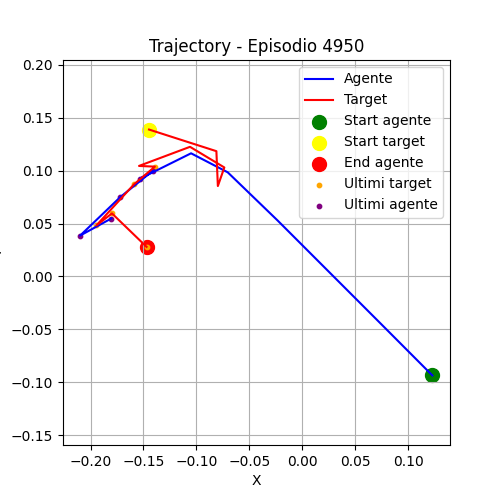 Trajectory - Episodio 4950
Agente
Target
Start agente
Start target
End agente
Ultimi target
Ultimi agente
0.20
0.15
0.10
0.05
0.00
−0.05
−0.10
−0.15
−0.20
−0.15
−0.10
−0.05
0.00
0.05
0.10
X